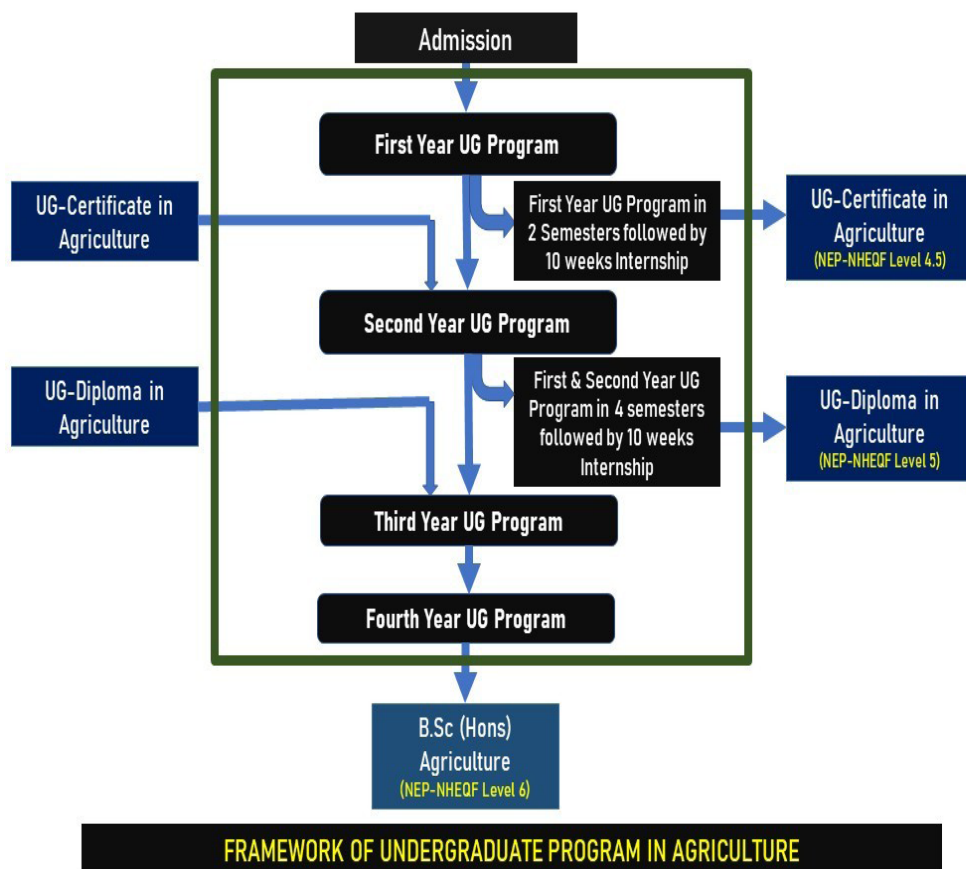 Admission
First Year UG Program
UG-Certificate in
Agriculture
First Year UG Program in
2 Semesters followed by
10 weeks Internship
UG-Certificate in
Agriculture
(NEP-NHEQF Level 4.5)
Second Year UG Program
UG-Diploma in
Agriculture
First & Second Year UG
Program in 4 semesters
followed by 10 weeks
Internship
UG-Diploma in
Agriculture
(NEP-NHEQF Level 5)
Third Year UG Program
Fourth Year UG Program
B.Sc (Hons)
Agriculture
(NEP-NHEQF Level 6)
FRAMEWORK OF UNDERGRADUATE PROGRAM IN AGRICULTURE